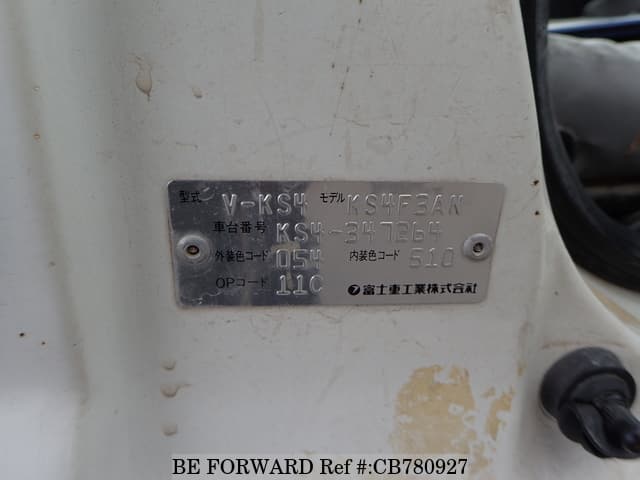 型式 V-KS4 モデル KS4F3AN
車台番号 KS4-347264
外装色コード 054 内装色コード 510
OPコード 11C フ富士重工業株式会社
BE FORWARD Ref #:CB780927